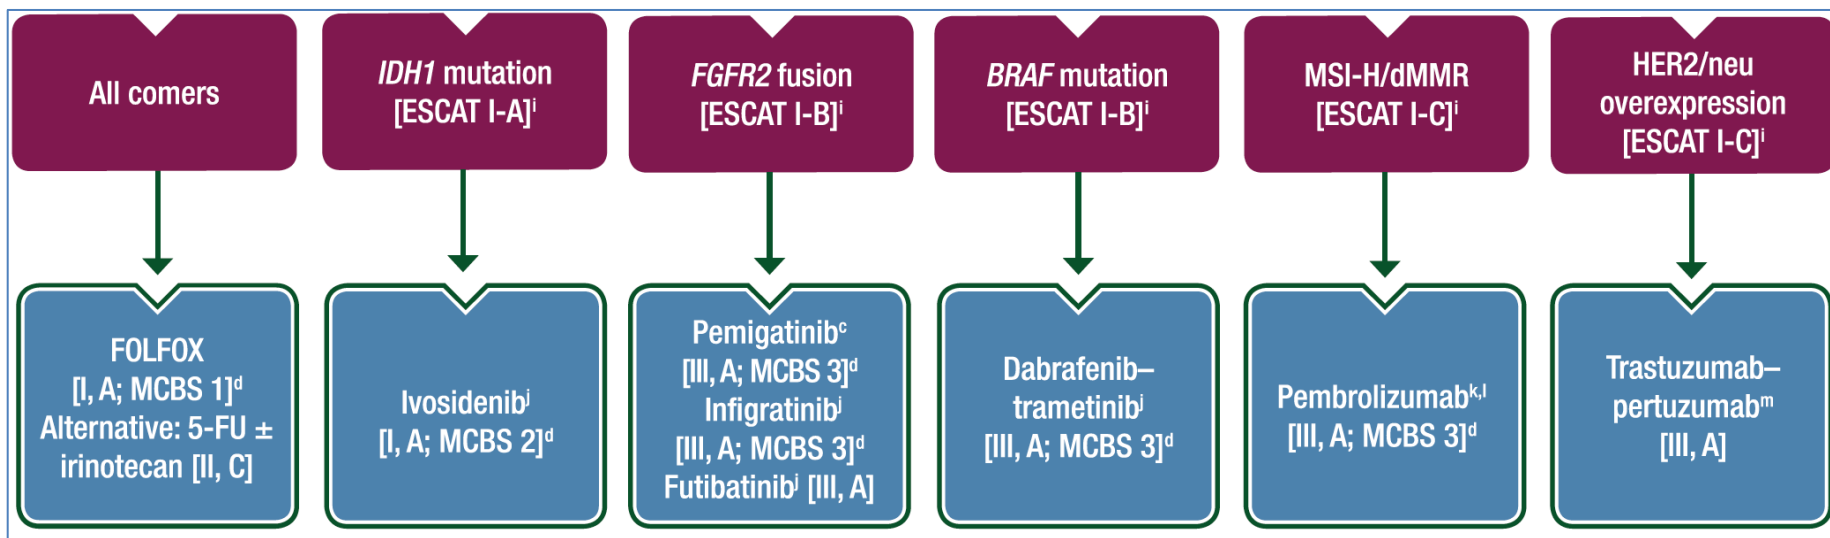 All comers
IDH1 mutation
[ESCAT I-A]ⁱ
FGFR2 fusion
[ESCAT I-B]ⁱ
BRAF mutation
[ESCAT I-B]ⁱ
MSI-H/dMMR
[ESCAT I-C]ⁱ
HER2/neu
overexpression
[ESCAT I-C]ⁱ
FOLFOX
[I, A; MCBS 1]ᵈ
Alternative: 5-FU ±
irinotecan [II, C]
Ivosidenibʲ
[I, A; MCBS 2]ᵈ
Pemigatinibᶜ
[III, A; MCBS 3]ᵈ
Infigratinibʲ
[III, A; MCBS 3]ᵈ
Futibatinibʲ [III, A]
Dabrafenib–
trametinibʲ
[III, A; MCBS 3]ᵈ
Pembrolizumabᵏ,ˡ
[III, A; MCBS 3]ᵈ
Trastuzumab–
pertuzumabᵐ
[III, A]